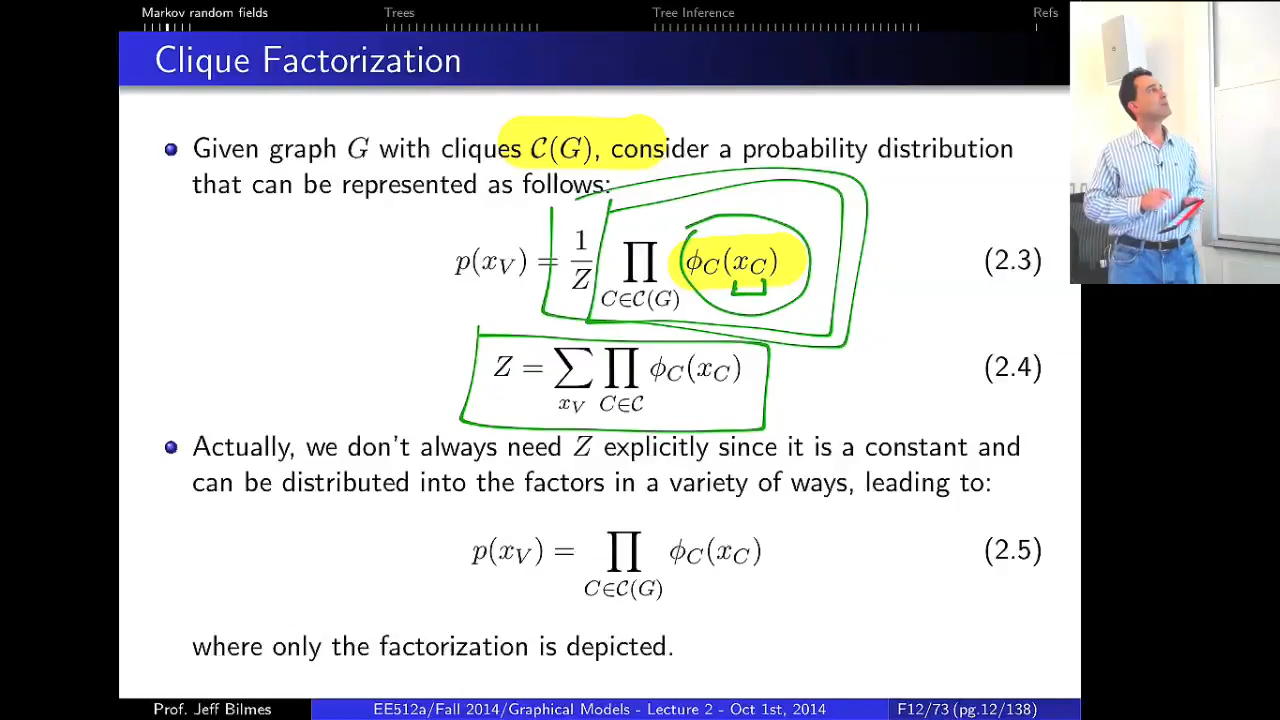 Markov random fields Trees Tree Inference Refs
Clique Factorization
Given graph G with cliques 𝒞(G), consider a probability distribution
that can be represented as follows:
p(x_V) = 1/Z ∏_{C∈𝒞(G)} ϕ_C(x_C) (2.3)
Z = ∑_{x_V} ∏_{C∈𝒞} ϕ_C(x_C) (2.4)
Actually, we don't always need Z explicitly since it is a constant and
can be distributed into the factors in a variety of ways, leading to:
p(x_V) = ∏_{C∈𝒞(G)} ϕ_C(x_C) (2.5)
where only the factorization is depicted.
Prof. Jeff Bilmes EE512a/Fall 2014/Graphical Models - Lecture 2 - Oct 1st, 2014 F12/73 (pg.12/138)